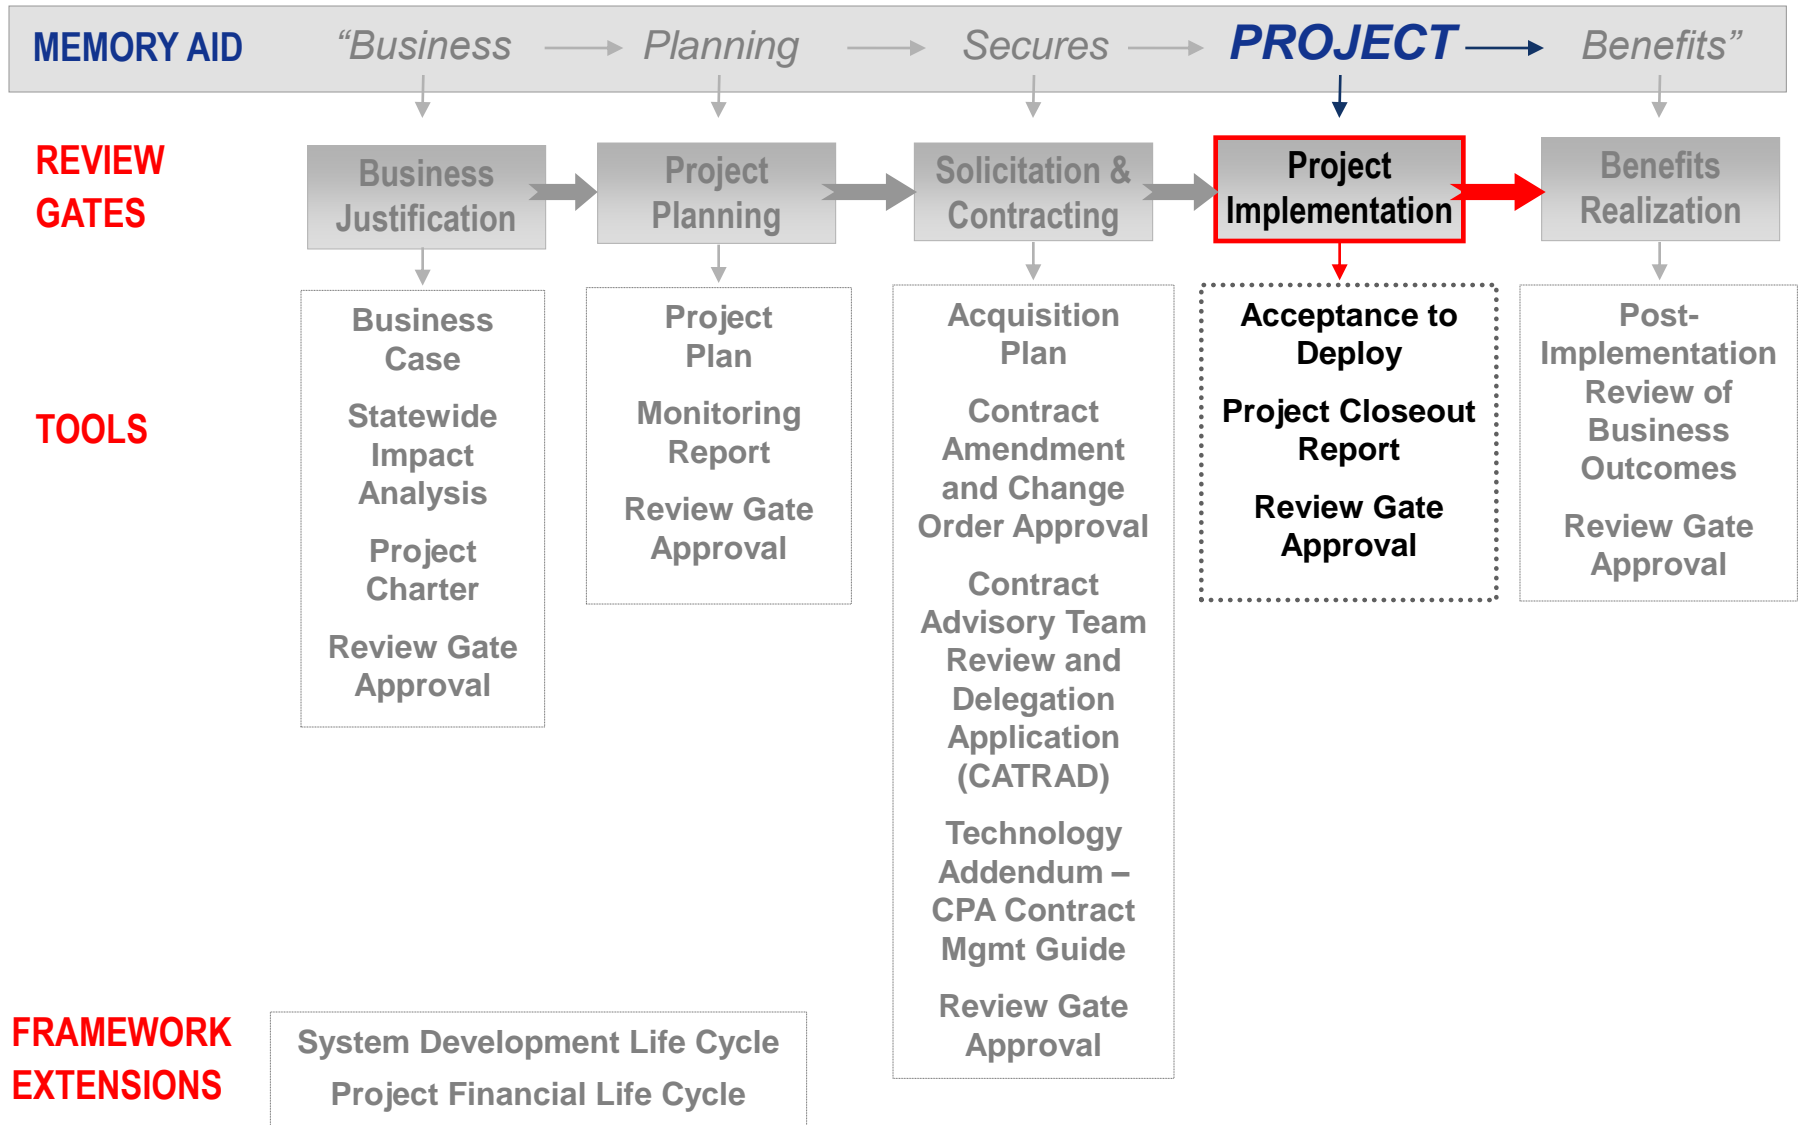 MEMORY AID
“Business
Planning
Secures
PROJECT
Benefits”
REVIEW
GATES
Business
Justification
Project
Planning
Solicitation &
Contracting
Project
Implementation
Benefits
Realization
TOOLS
Business
Case
Statewide
Impact
Analysis
Project
Charter
Review Gate
Approval
Project
Plan
Monitoring
Report
Review Gate
Approval
Acquisition
Plan
Contract
Amendment
and Change
Order Approval
Contract
Advisory Team
Review and
Delegation
Application
(CATRAD)
Technology
Addendum –
CPA Contract
Mgmt Guide
Review Gate
Approval
Acceptance to
Deploy
Project Closeout
Report
Review Gate
Approval
Post-
Implementation
Review of
Business
Outcomes
Review Gate
Approval
FRAMEWORK
EXTENSIONS
System Development Life Cycle
Project Financial Life Cycle